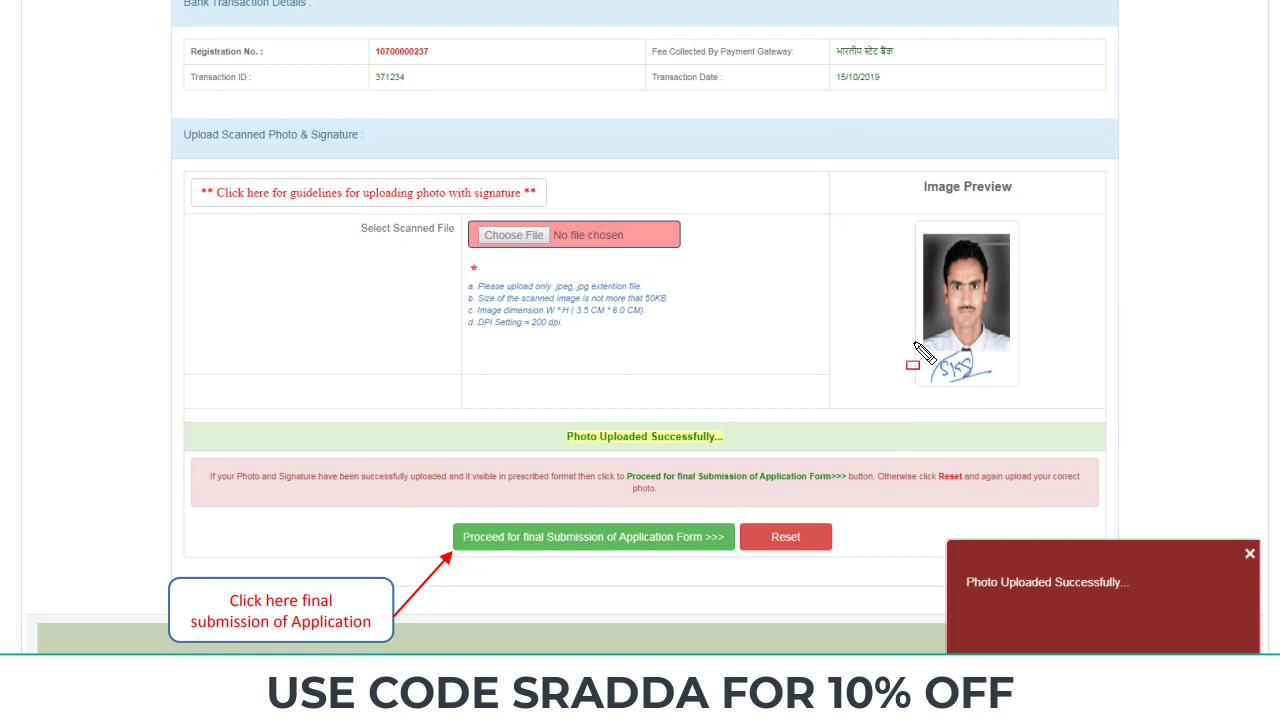 Bank Transaction Details :
Registration No. : 10700000237 Fee Collected By Payment Gateway: भारतीय स्टेट बैंक
Transaction ID : 371234 Transaction Date : 15/10/2019
Upload Scanned Photo & Signature :
** Click here for guidelines for uploading photo with signature **
Image Preview
Select Scanned File Choose File No file chosen
*
a. Please upload only .jpeg,.jpg extention file.
b. Size of the scanned image is not more that 50KB.
c. Image dimension W * H ( 3.5 CM * 6.0 CM).
d. DPI Setting = 200 dpi.
Photo Uploaded Successfully...
If your Photo and Signature have been successfully uploaded and it visible in prescribed format then click to Proceed for final Submission of Application Form>>> button. Otherwise click Reset and again upload your correct
photo.
Proceed for final Submission of Application Form >>> Reset
Photo Uploaded Successfully...
Click here final
submission of Application
USE CODE SRADDA FOR 10% OFF